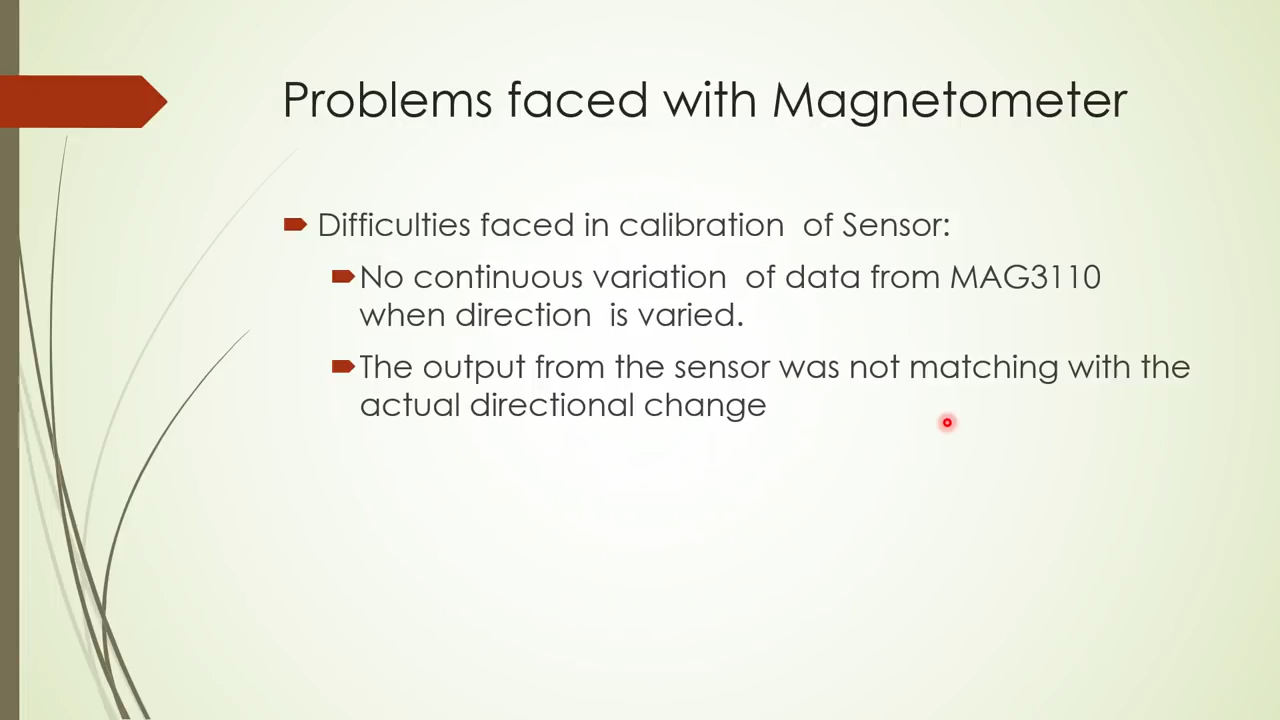 Problems faced with Magnetometer
Difficulties faced in calibration  of Sensor:
No continuous variation  of data from MAG3110
when direction  is varied.
The output from the sensor was not matching with the
actual directional change